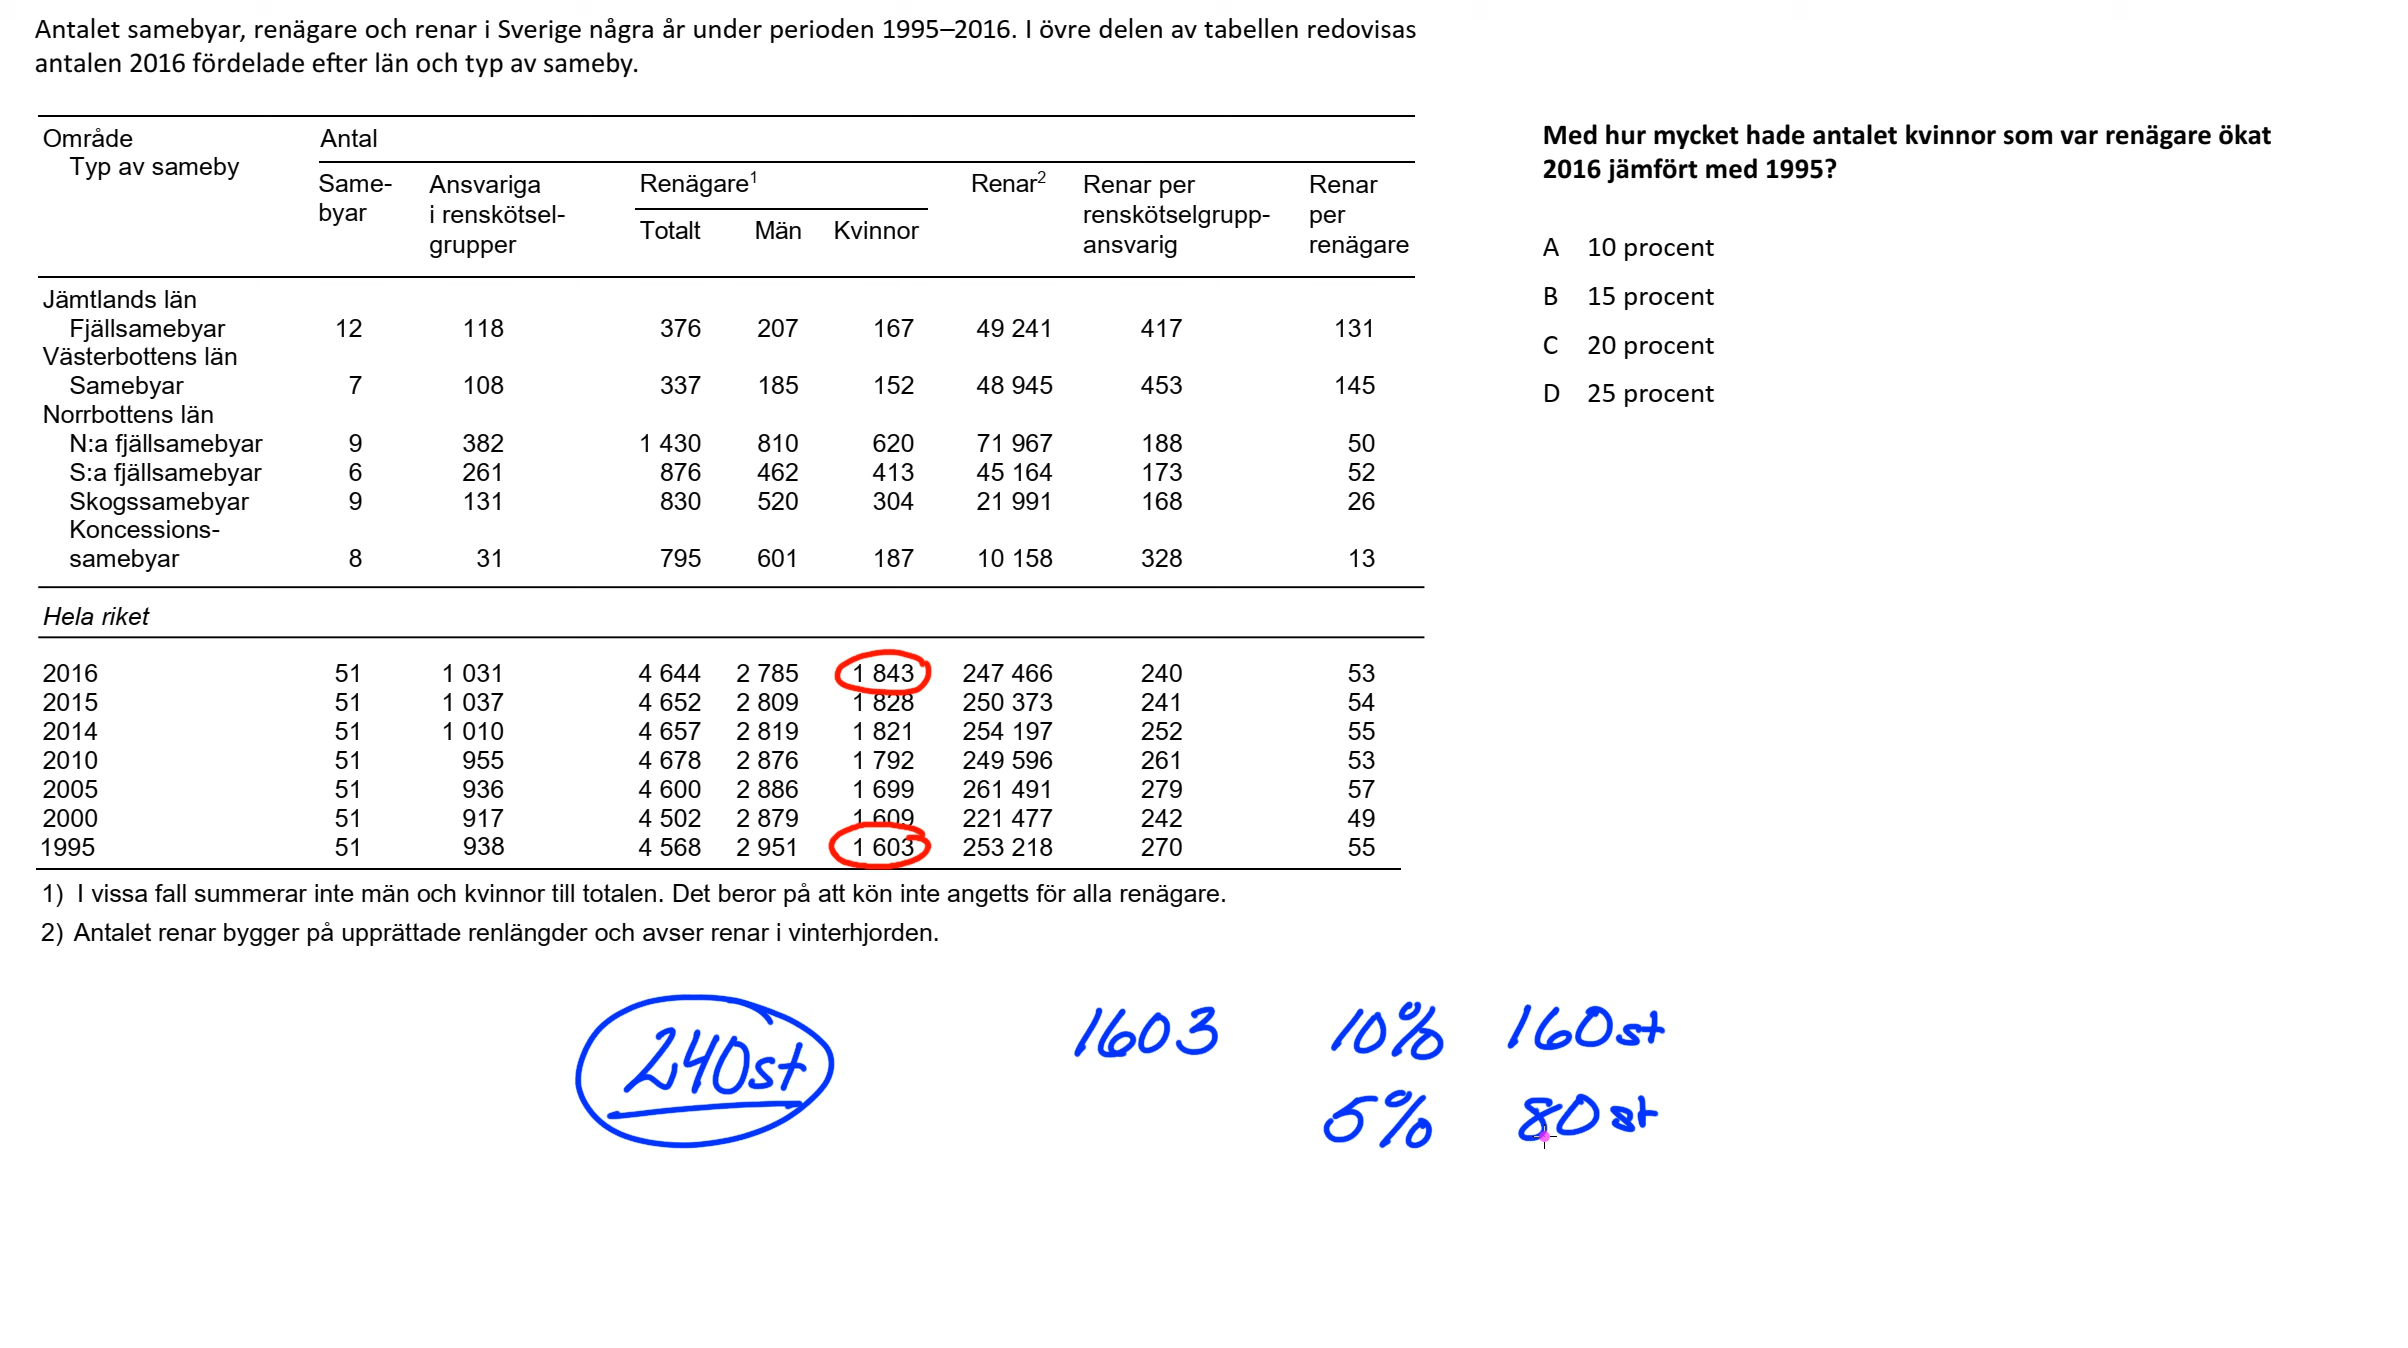 Antalet samebyar, renägare och renar i Sverige några år under perioden 1995–2016. I övre delen av tabellen redovisas
antalen 2016 fördelade efter län och typ av sameby.
Område Antal
Typ av sameby
Same- Ansvariga Renägare1 Renar2 Renar per Renar
byar i renskötsel- renskötselgrupp- per
grupper Totalt Män Kvinnor ansvarig renägare
Jämtlands län
Fjällsamebyar 12 118 376 207 167 49 241 417 131
Västerbottens län
Samebyar 7 108 337 185 152 48 945 453 145
Norrbottens län
N:a fjällsamebyar 9 382 1 430 810 620 71 967 188 50
S:a fjällsamebyar 6 261 876 462 413 45 164 173 52
Skogssamebyar 9 131 830 520 304 21 991 168 26
Koncessions-
samebyar 8 31 795 601 187 10 158 328 13
Hela riket
2016 51 1 031 4 644 2 785 1 843 247 466 240 53
2015 51 1 037 4 652 2 809 1 828 250 373 241 54
2014 51 1 010 4 657 2 819 1 821 254 197 252 55
2010 51 955 4 678 2 876 1 792 249 596 261 53
2005 51 936 4 600 2 886 1 699 261 491 279 57
2000 51 917 4 502 2 879 1 609 221 477 242 49
1995 51 938 4 568 2 951 1 603 253 218 270 55
1) I vissa fall summerar inte män och kvinnor till totalen. Det beror på att kön inte angetts för alla renägare.
2) Antalet renar bygger på upprättade renlängder och avser renar i vinterhjorden.
Med hur mycket hade antalet kvinnor som var renägare ökat
2016 jämfört med 1995?
A 10 procent
B 15 procent
C 20 procent
D 25 procent
240st
1603 10% 160st
5% 80st